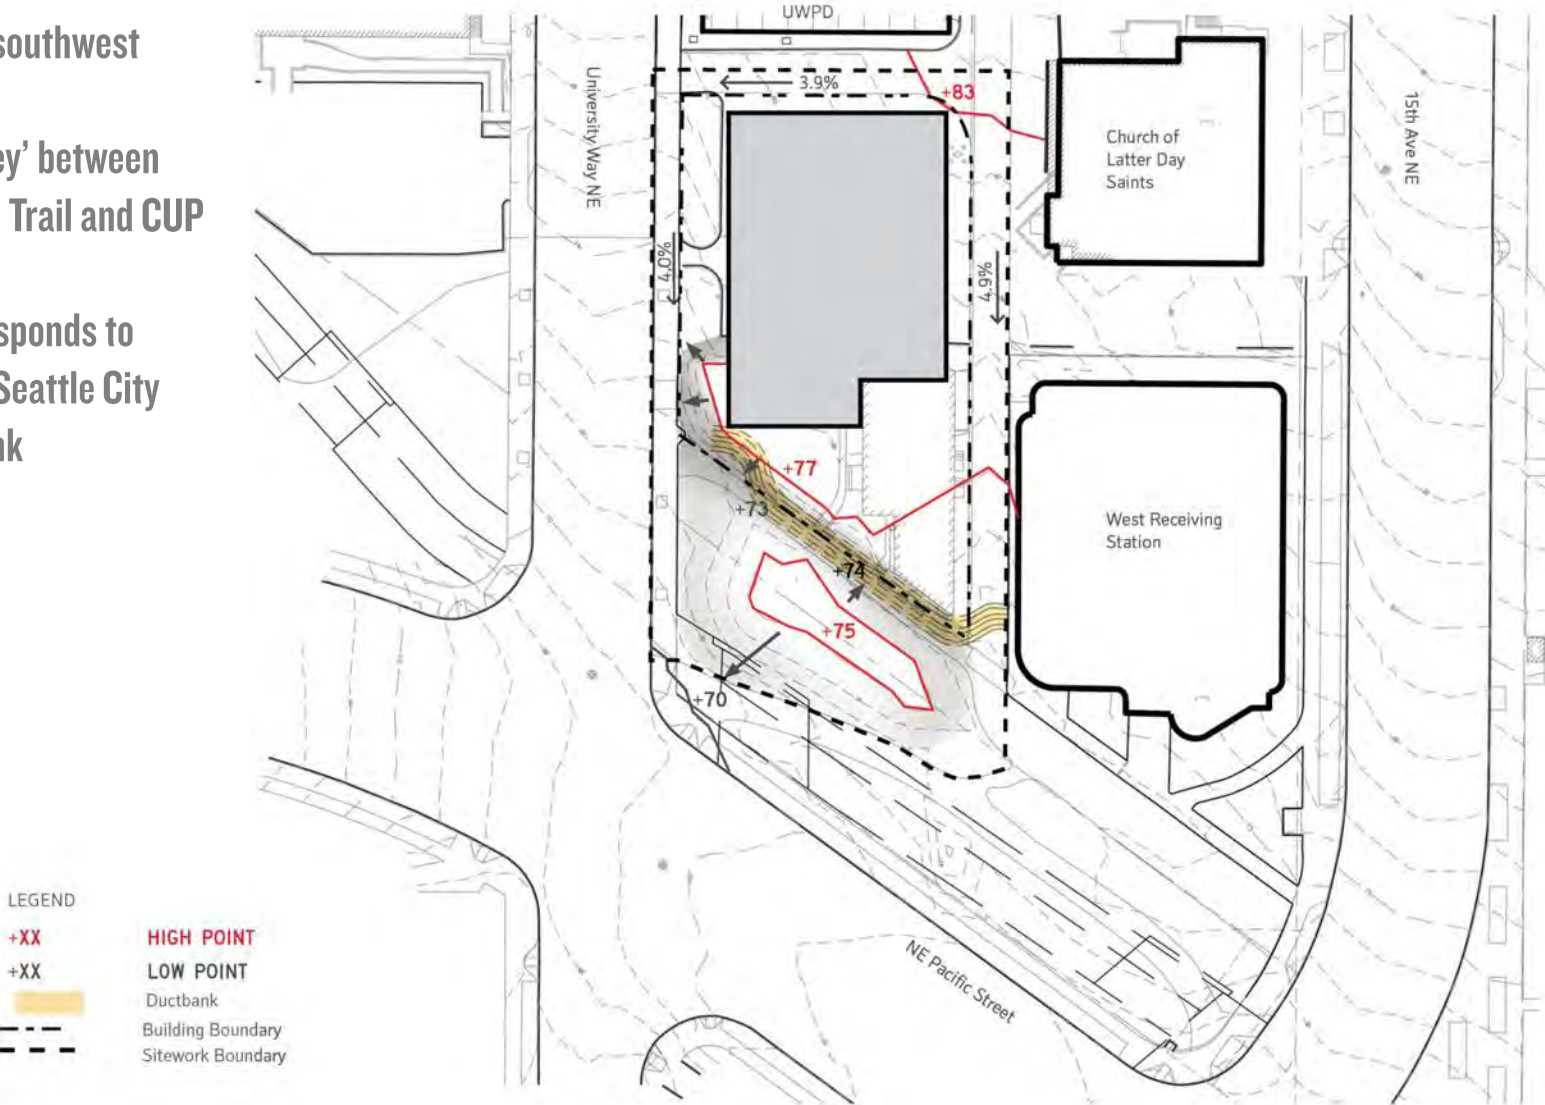 southwest
ey’ between
Trail and CUP
sponds to
Seattle City
nk
UWPD
University Way NE
3.9%
+83
Church of
Latter Day
Saints
15th Ave NE
4.0%
4.6%
+77
+73
+74
+75
+70
West Receiving
Station
NE Pacific Street
LEGEND
+XX HIGH POINT
+XX LOW POINT
Ductbank
Building Boundary
Sitework Boundary